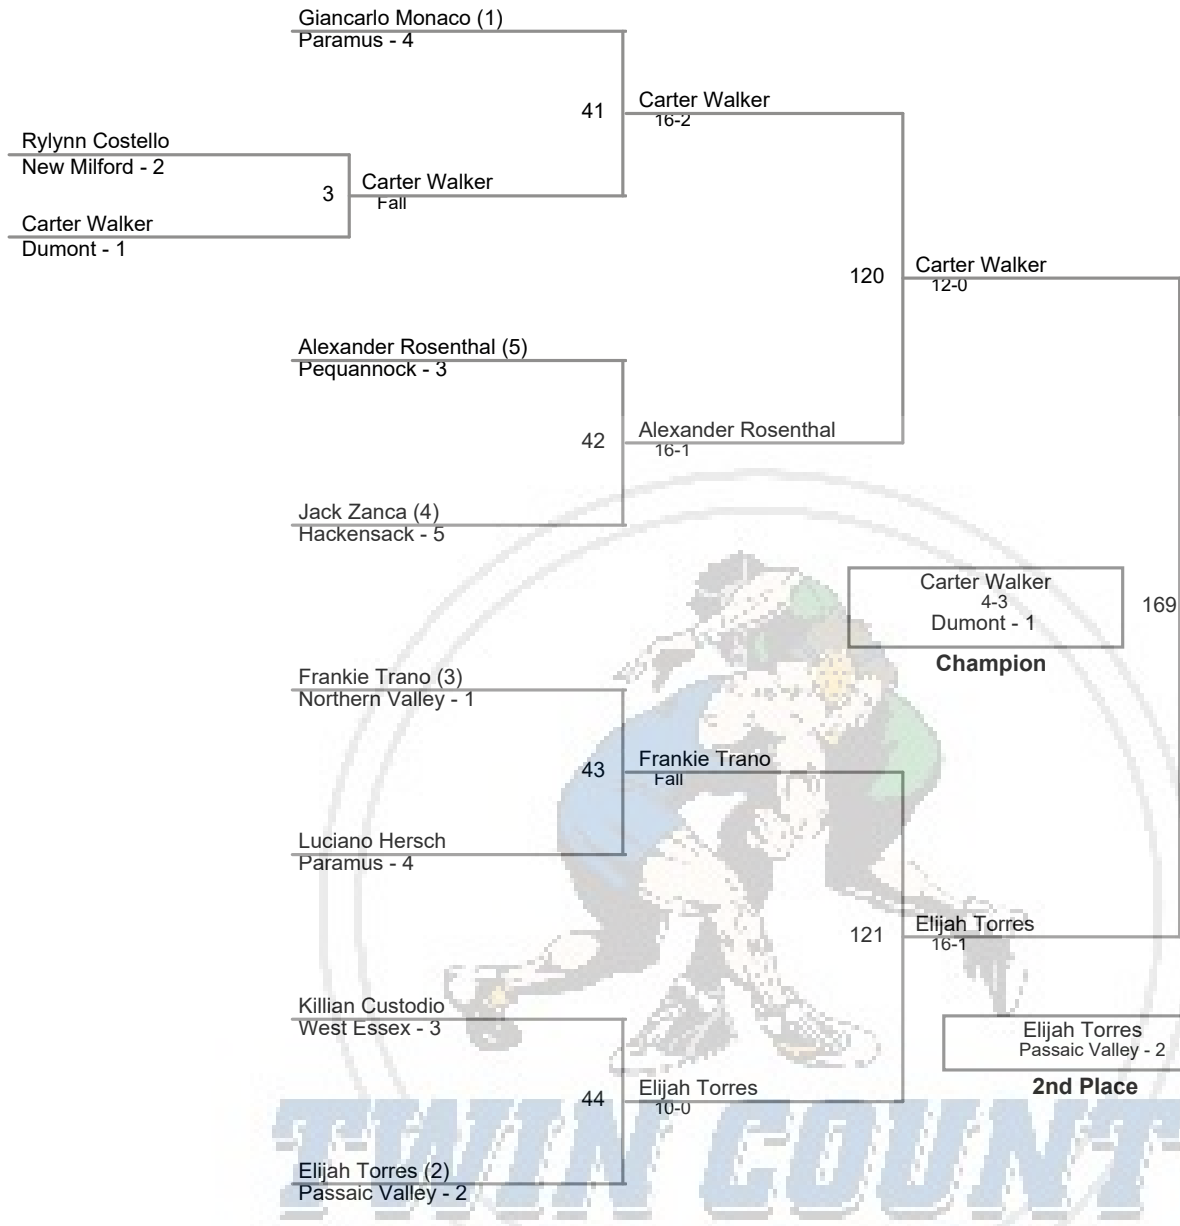 Giancarlo Monaco (1)
Paramus - 4
41
Carter Walker
16-2
Rylynn Costello
New Milford - 2
3
Carter Walker
Fall
Carter Walker
Dumont - 1
120
Carter Walker
12-0
Alexander Rosenthal (5)
Pequannock - 3
42
Alexander Rosenthal
16-1
Jack Zanca (4)
Hackensack - 5
Carter Walker
4-3
Dumont - 1
169
Champion
Frankie Trano (3)
Northern Valley - 1
43
Frankie Trano
Fall
Luciano Hersch
Paramus - 4
121
Elijah Torres
16-1
Killian Custodio
West Essex - 3
Elijah Torres
Passaic Valley - 2
2nd Place
44
Elijah Torres
10-0
Elijah Torres (2)
Passaic Valley - 2
TWIN COUNT